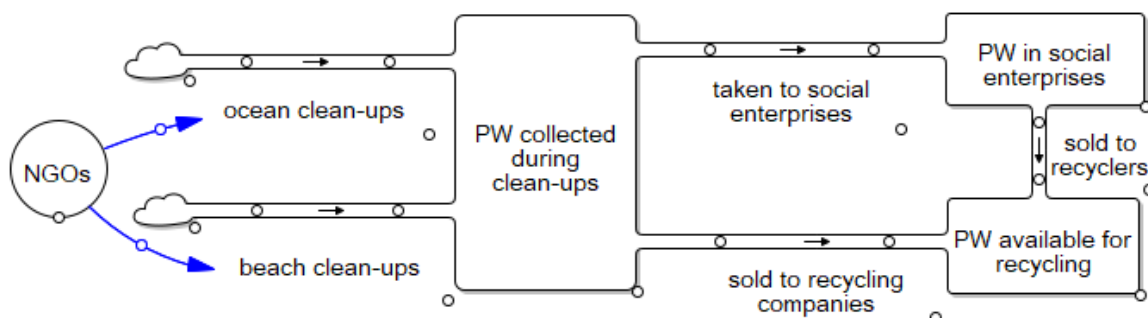 ocean clean-ups
NGOs
beach clean-ups
PW collected
during
clean-ups
taken to social
enterprises
sold to recycling
companies
PW in social
enterprises
sold to
recyclers
PW available for
recycling